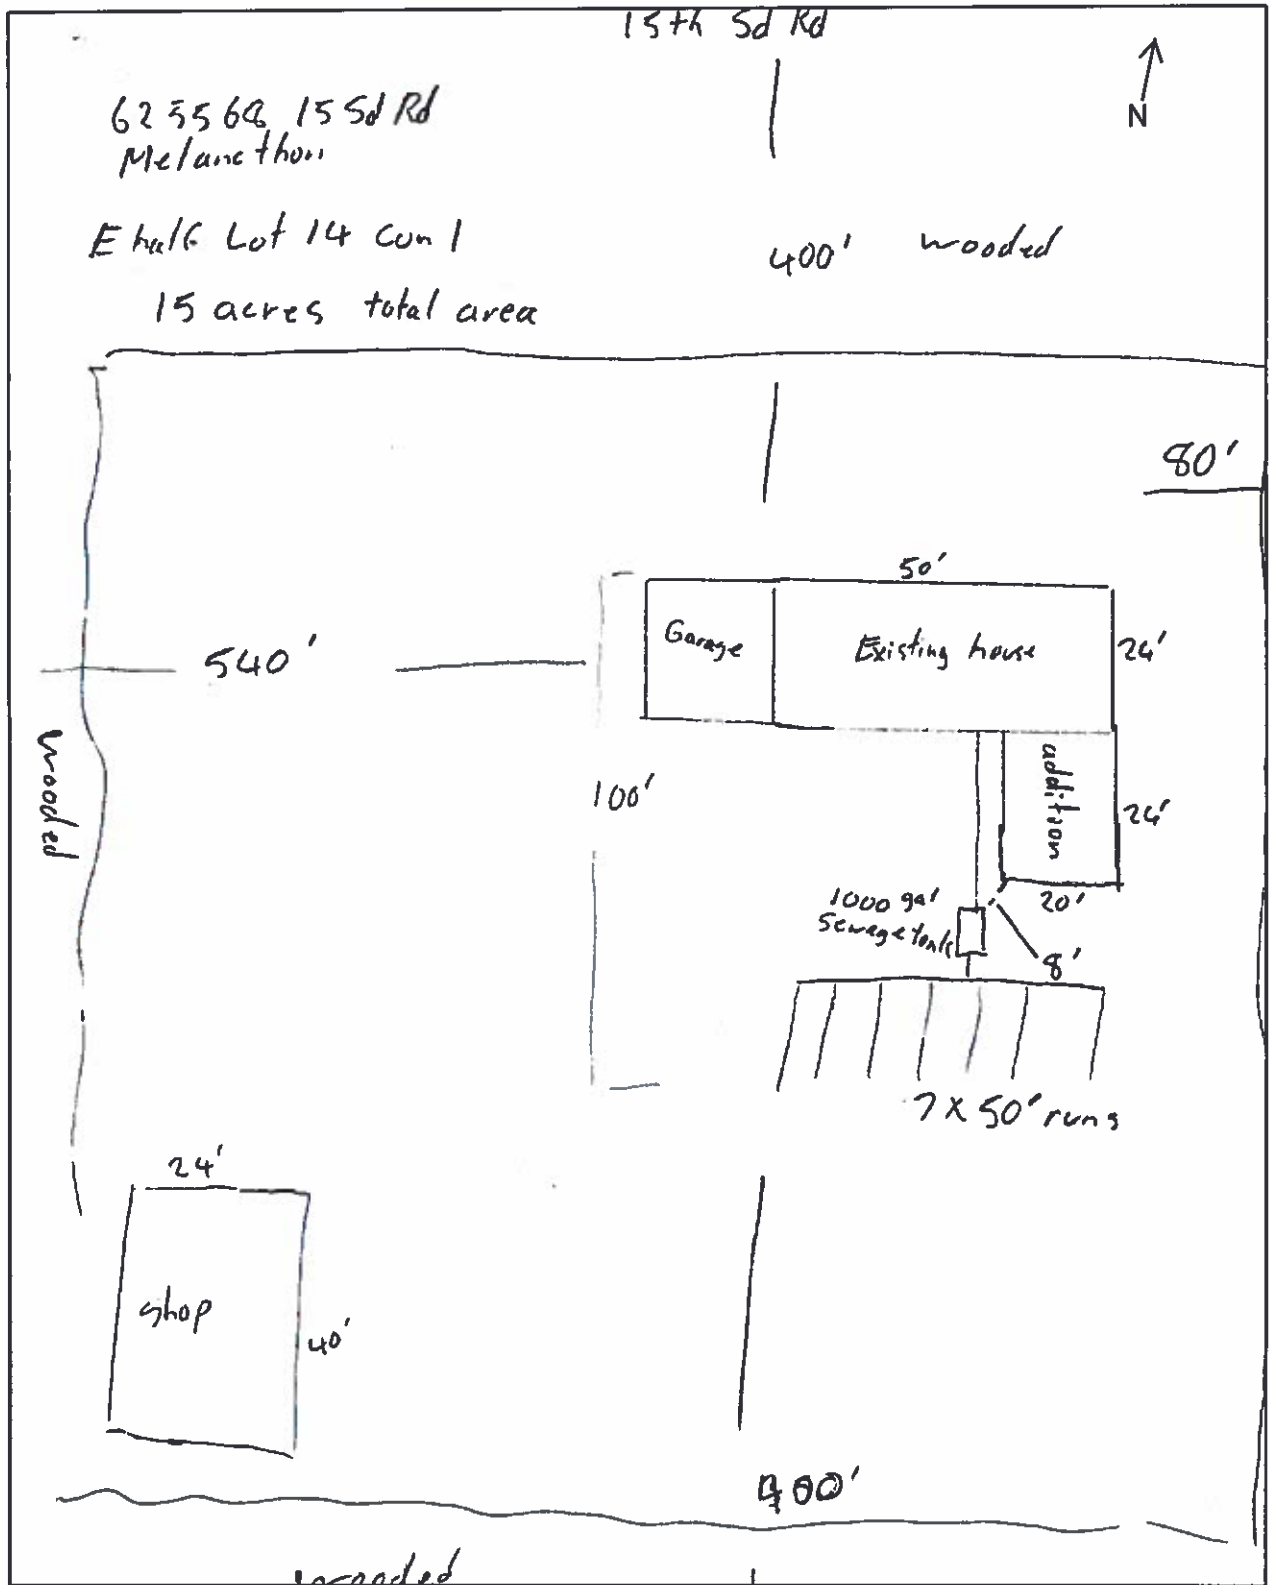 15th Sd Rd
N
15 Sd Rd
Melancthon
E half Lot 14 Con 1
400' wooded
15 acres total area
80'
50'
Garage
Existing house
24'
540'
wooded
addition
100'
24'
1000 gal
Sewage tank
20'
8'
7 x 50' runs
24'
shop
40'
wooded